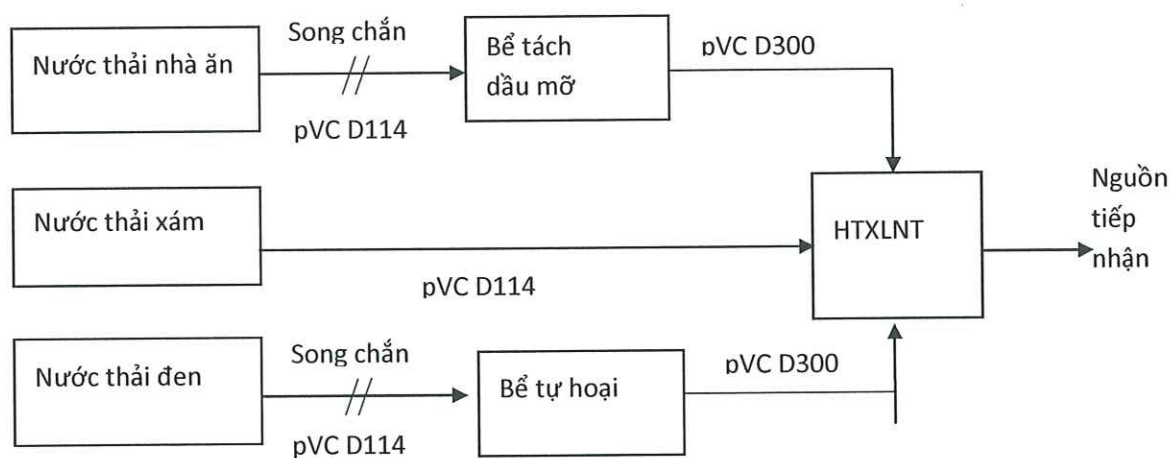 Song chắn
Nước thải nhà ăn
Bể tách
dầu mỡ
pVC D300
pVC D114
Nước thải xám
pVC D114
HTXLNT
Nguồn
tiếp
nhận
Nước thải đen
Song chắn
Bể tự hoại
pVC D300
pVC D114